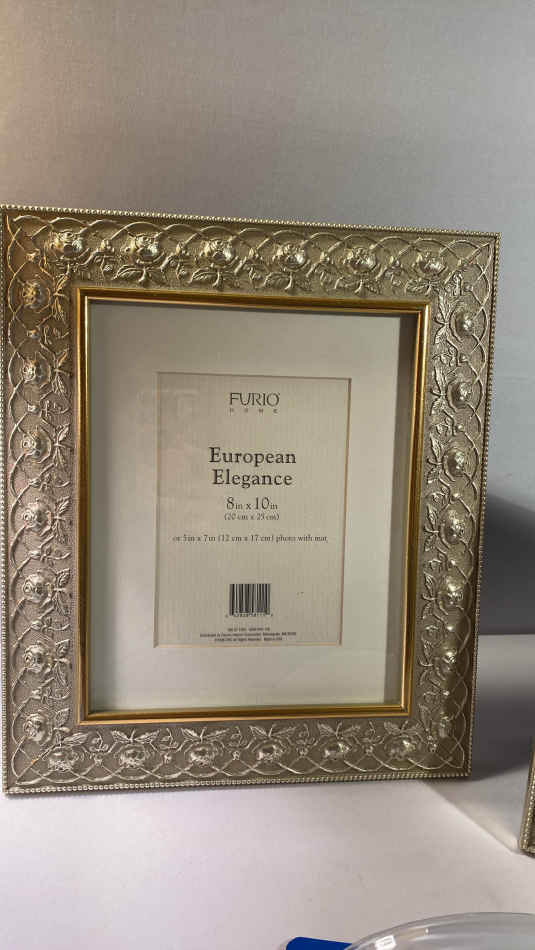 FURIO
HOME
European
Elegance
8in x 10in
(20 cm x 25 cm)
or 5in x 7in (12 cm x 17 cm) photo with mat